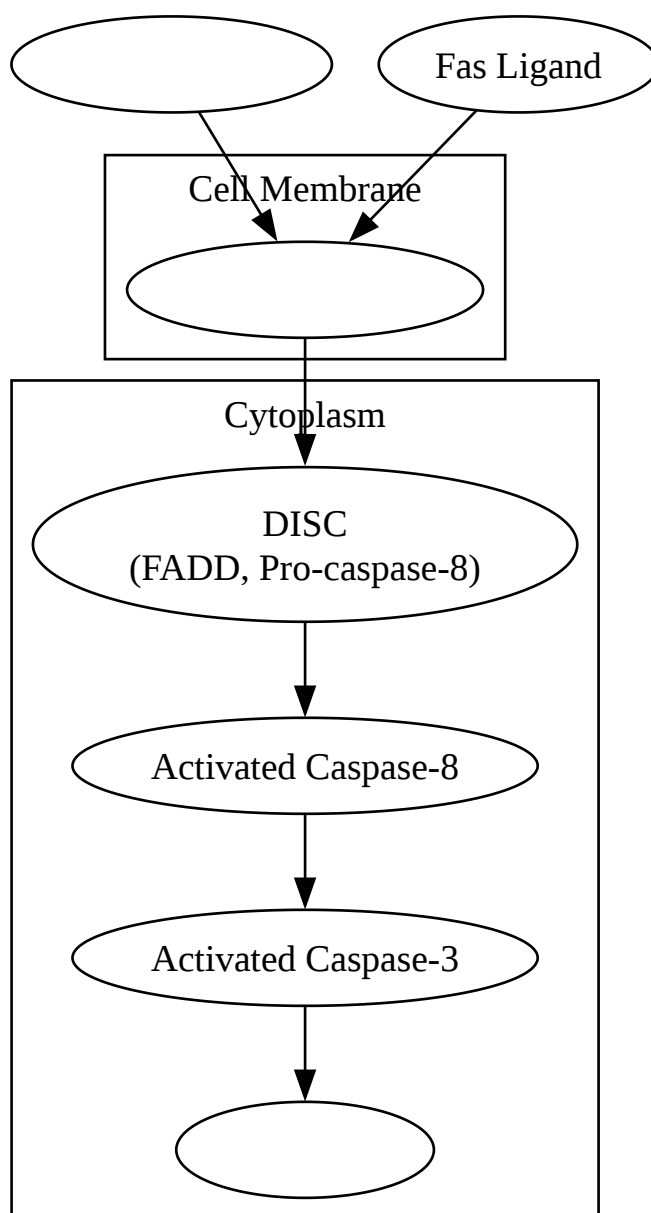 Fas Ligand
Cell Membrane
Cytoplasm
DISC
(FADD, Pro-caspase-8)
Activated Caspase-8
Activated Caspase-3